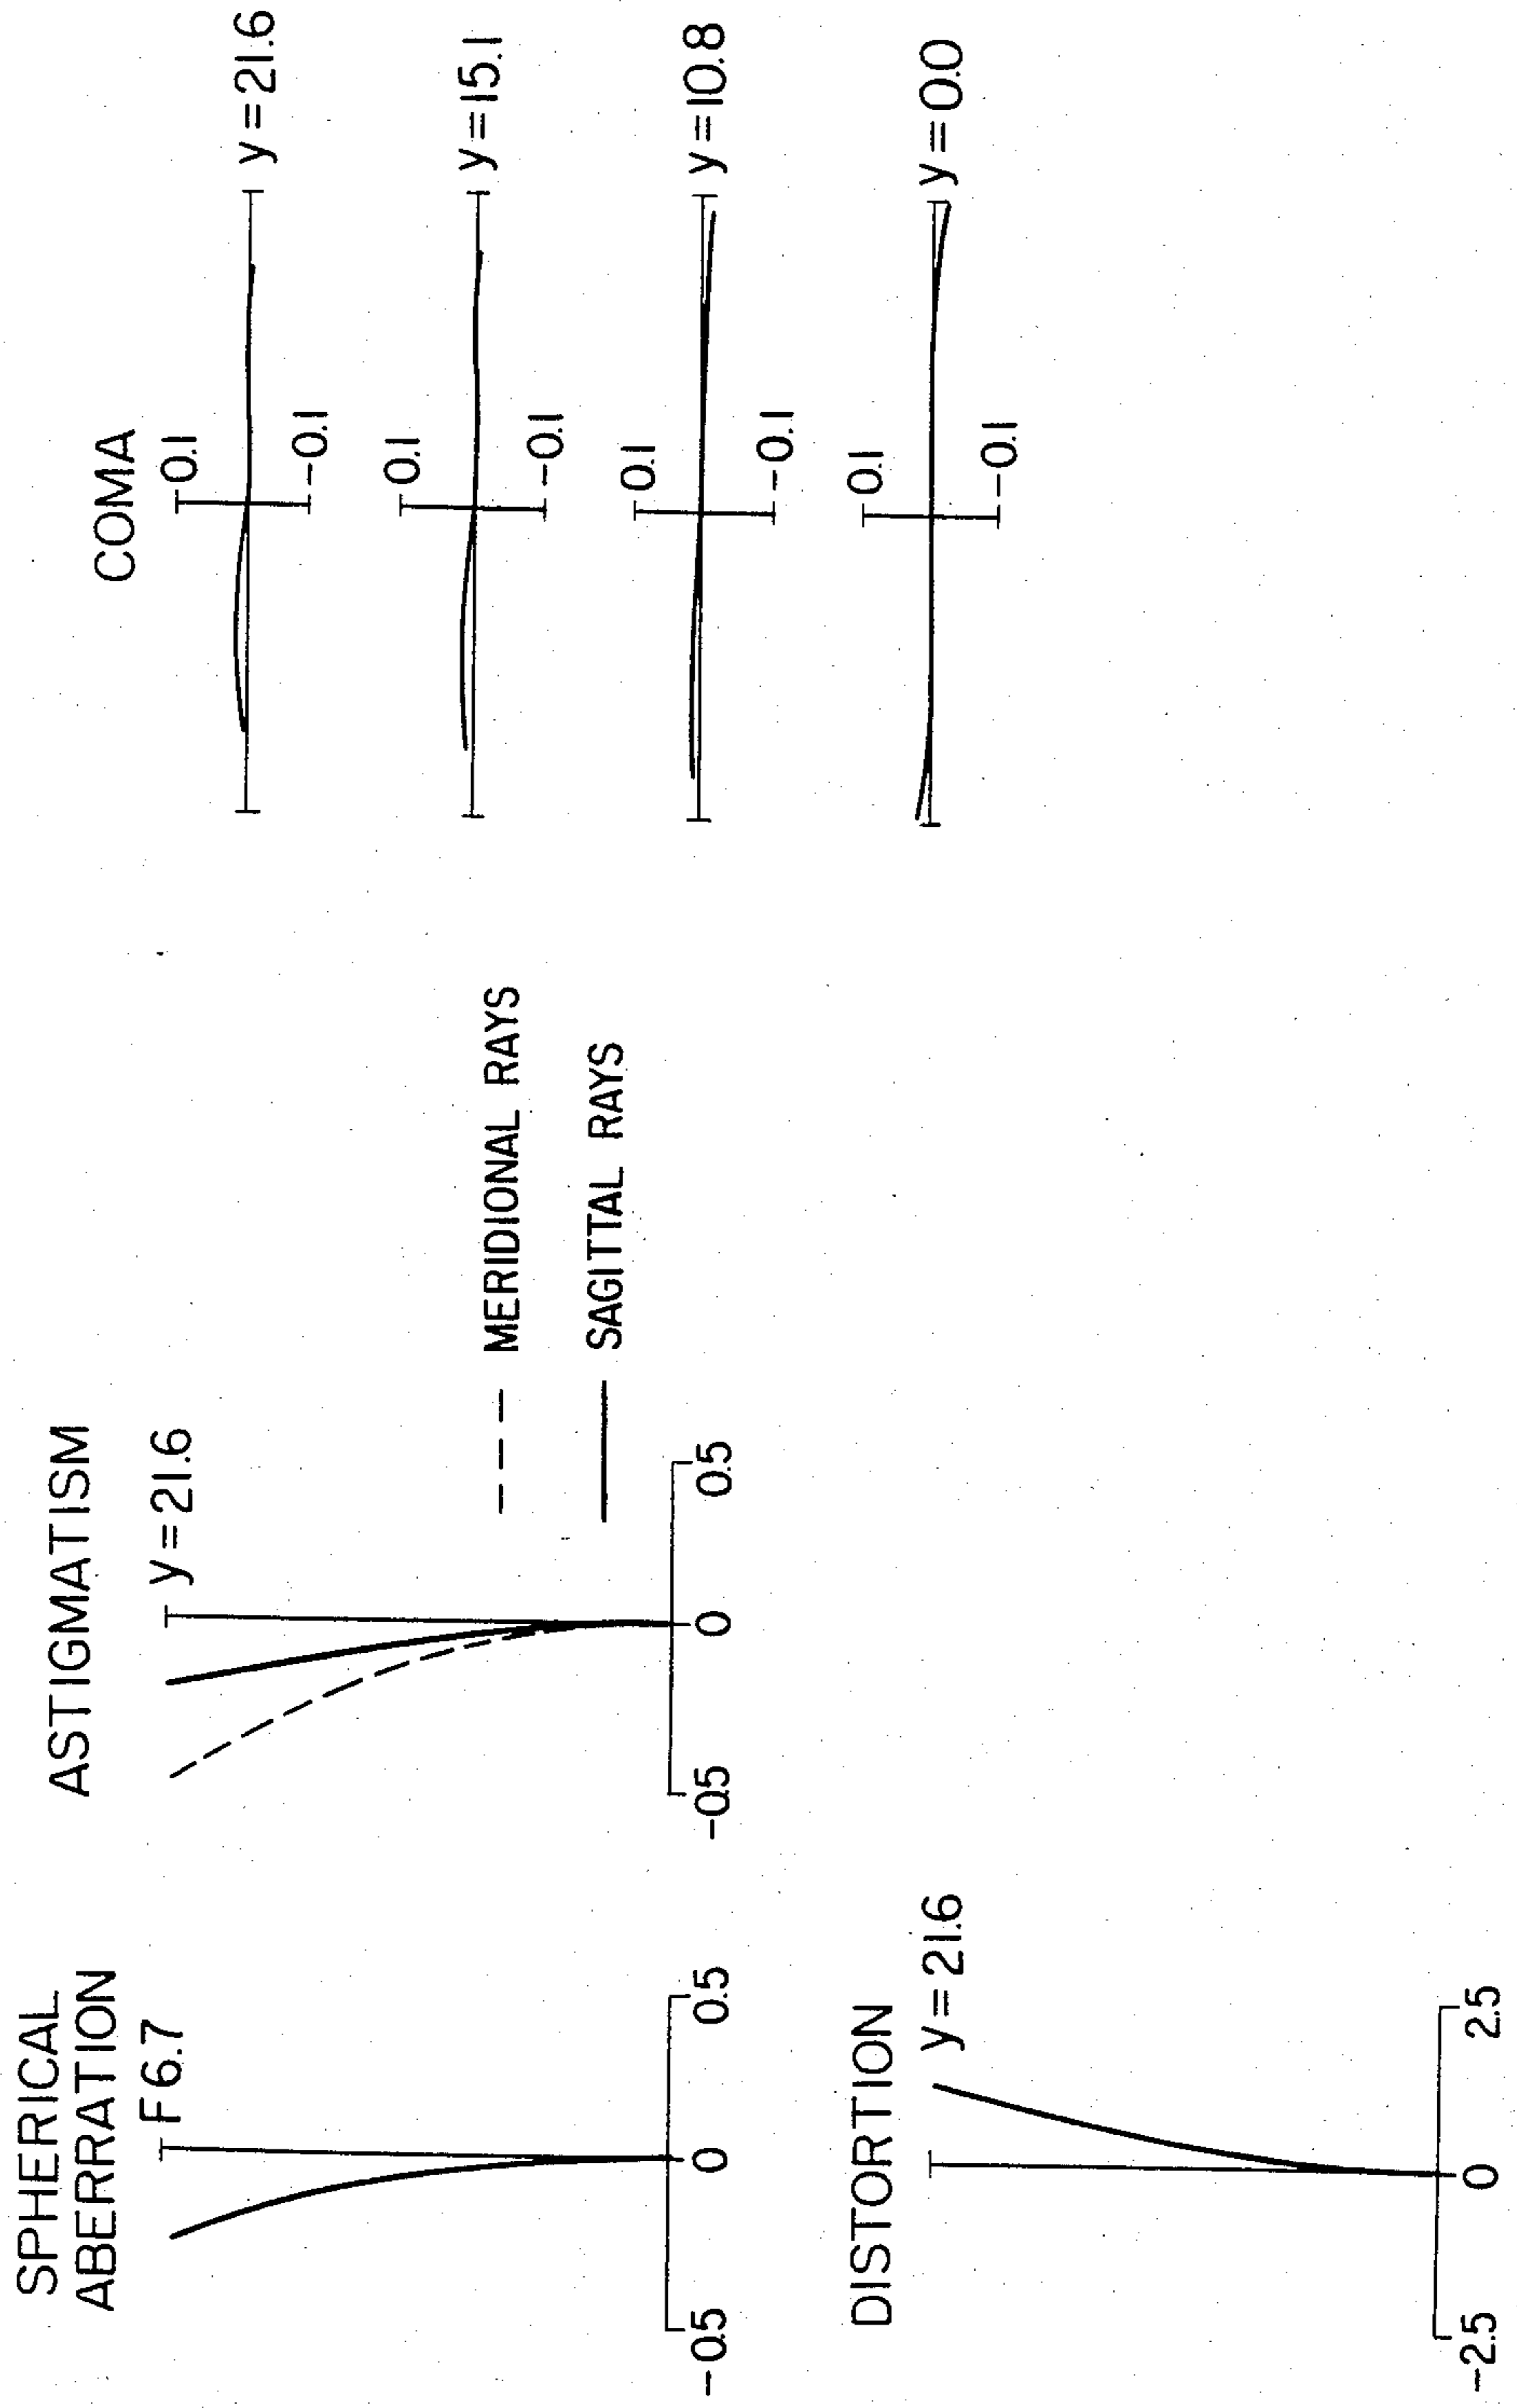 SPHERICAL
ABERRATION
F 6.7
-0.5
0
0.5
ASTIGMATISM
y=21.6
-0.5
0
0.5
--- MERIDIONAL RAYS
— SAGITTAL RAYS
DISTORTION
y=21.6
-2.5
0
2.5
COMA
0.1
y=21.6
-0.1
0.1
y=15.1
-0.1
0.1
y=10.8
-0.1
0.1
y=0.0
-0.1